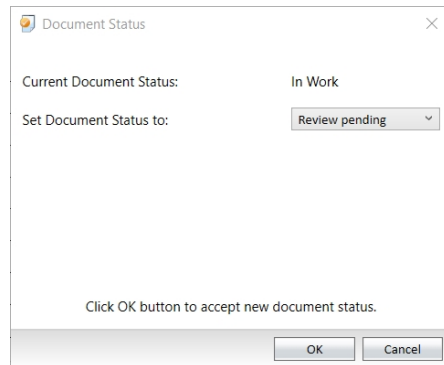 Document Status
Current Document Status: In Work
Set Document Status to: Review pending
Click OK button to accept new document status.
OK Cancel